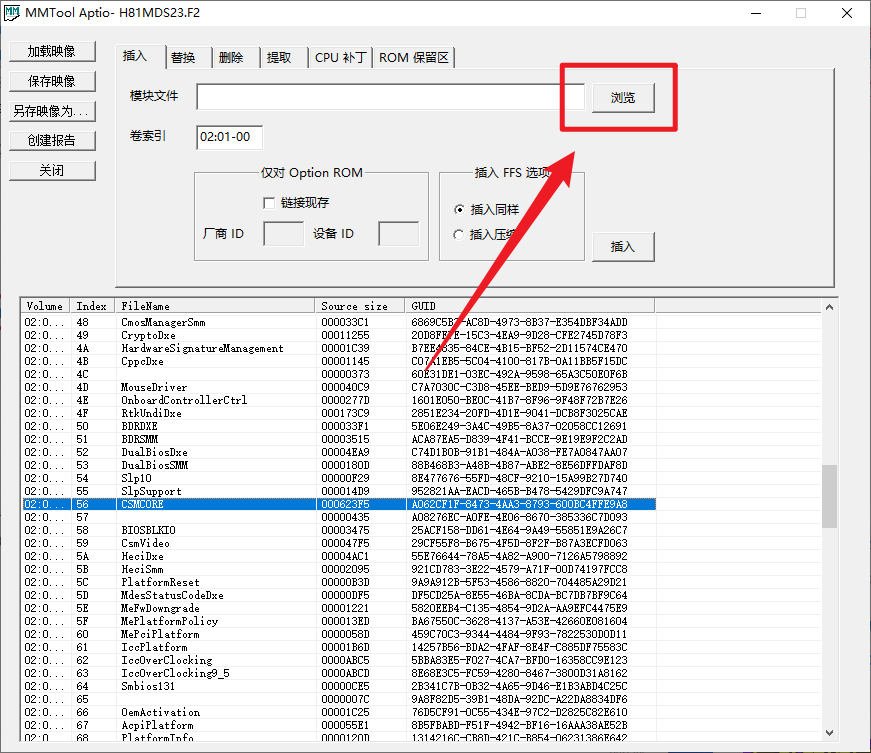 MMTool Aptio- H81MDS23.F2
加载映像
保存映像
另存映像为...
创建报告
关闭
插入 替换 删除 提取 CPU 补丁 ROM 保留区
模块文件 浏览
卷索引 02:01-00
仅对 Option ROM
链接现存
厂商 ID 设备 ID
插入 FFS 选项
插入同样
插入压缩
插入
Volume Index FileName Source size GUID
02:0... 48 CmosManagerSmm 000033C1 -AC8D-4973-8B37-E354DBF34ADD
02:0... 49 CryptoDxe 00011255 -15C3-4EA9-9D28-CFE2745D78F3
02:0... 4A HardwareSignatureManagement 00001C39 -84CE-4B15-BF52-2D11574CE470
02:0... 4B CppcDxe 00001145 -5C04-4100-817B-0A11BB5F15DC
02:0... 4C 00000373 60E31DE1-03EC-492A-9598-65A3C50E0F6B
02:0... 4D MouseDriver 000040C9 C7A7030C-C3D8-45EE-BED9-5D9E76762953
02:0... 4E OnboardControllerCtrl 0000277D 1601E050-BE0C-41B7-8F96-9F48F72B7E26
02:0... 4F RtkUndiDxe 000173C9 2851E234-20FD-4D1E-9041-DCB8F3025CAE
02:0... 50 BDRDXE 000033F1 5E06E249-3A4C-49B5-8A37-02058CC12691
02:0... 51 BDRSMM 00003515 ACA87EA5-D839-4F41-BCCE-9E19E9F2C2AD
02:0... 52 DualBiosDxe 00004EA9 C74D1B0B-91B1-484A-A038-FE7A0847AA07
02:0... 53 DualBiosSMM 0000180D 88B468B3-A48B-4B87-ABE2-8E56DFFDAF8D
02:0... 54 Slp10 00000F29 8E477676-55FD-48CF-9210-15A99B27D74C
02:0... 55 SlpSupport 000014D9 952821AA-EACD-465B-B478-5429DFC9A747
02:0... 56 CSMCORE 000623F5 A062CF1F-8473-4AA3-8793-600BC4FFE9A8
02:0... 57 00000435 A08276EC-A0FE-4E06-8670-385336C7D093
02:0... 58 BIOSBLKIO 00003475 25ACF158-DD61-4E64-9A49-55851E9A26C7
02:0... 59 CsmVideo 000047F5 29CF55F8-B675-4F5D-8F2F-B87A3ECFD063
02:0... 5A HeciDxe 00004AC1 55E76644-78A5-4A82-A900-7126A5798892
02:0... 5B HeciSmm 00002095 921CD783-3E22-4579-A71F-00D74197FCC8
02:0... 5C PlatformReset 00000B3D 9A9A912B-5F53-4586-8820-704485A29D21
02:0... 5D MdesStatusCodeDxe 00000DF5 DF5CD25A-8E55-46BA-8CDA-BC7DB7BF9C64
02:0... 5E MeFwDowngrade 00001221 5820EEB4-C135-4854-9D2A-AA9EFC4475E9
02:0... 5F MePlatformPolicy 000013ED BA67550C-3628-4137-A53E-42660E081604
02:0... 60 MePciPlatform 0000058D 459C70C3-9344-4484-9F93-7822530D0D11
02:0... 61 IccPlatform 00001B6D 14257B56-BDA2-4FAF-8E4F-C885DF75583C
02:0... 62 IccOverClocking 0000ABC5 5BBA83E5-F027-4CA7-BFD0-16358CC9E123
02:0... 63 IccOverClocking9_5 0000ABCD 8E68E3C5-FC59-4280-8467-3800D31A8162
02:0... 64 Smbios131 00000CE5 2B341C7B-0B32-4A65-9D46-E1B3ABD4C25C
02:0... 65 0000007C 9A8F82D5-39B1-48DA-92DC-A22DA8834DF6
02:0... 66 OemActivation 00001C25 76D5CF91-0C55-434E-97C2-D2825C82E610
02:0... 67 AcpiPlatform 000055E1 8B5FBABD-F51F-4942-BF16-16AAA38AE52B
02:0... 68 PlatformInfo 0000120D 1314216C-CB8D-421C-B854-06231386E642